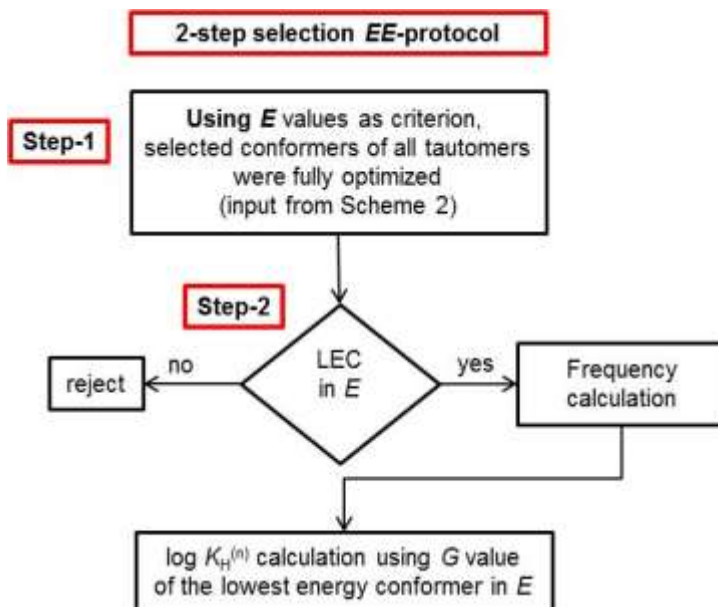 2-step selection EE-protocol
Step-1
Using E values as criterion,
selected conformers of all tautomers
were fully optimized
(input from Scheme 2)
Step-2
LEC
in E
no
reject
yes
Frequency
calculation
log K_H^(n) calculation using G value
of the lowest energy conformer in E